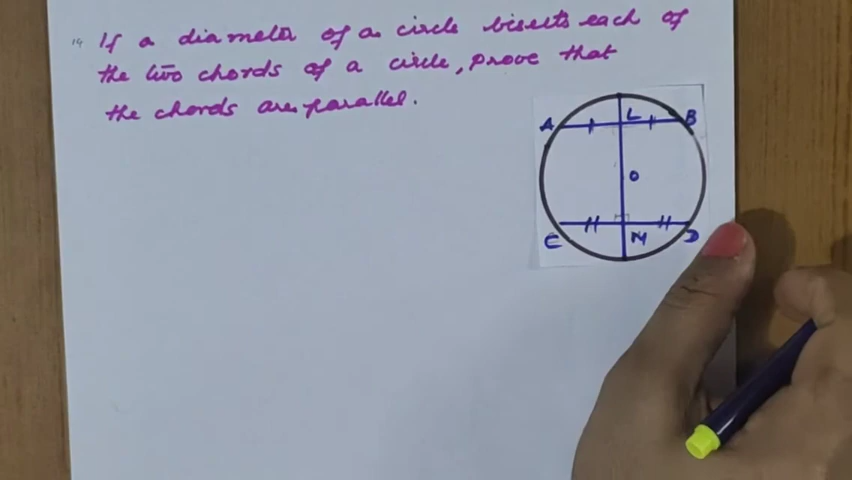 14 If a diameter of a circle bisects each of
the two chords of a circle, prove that
the chords are parallel.
A L B
O
C M D